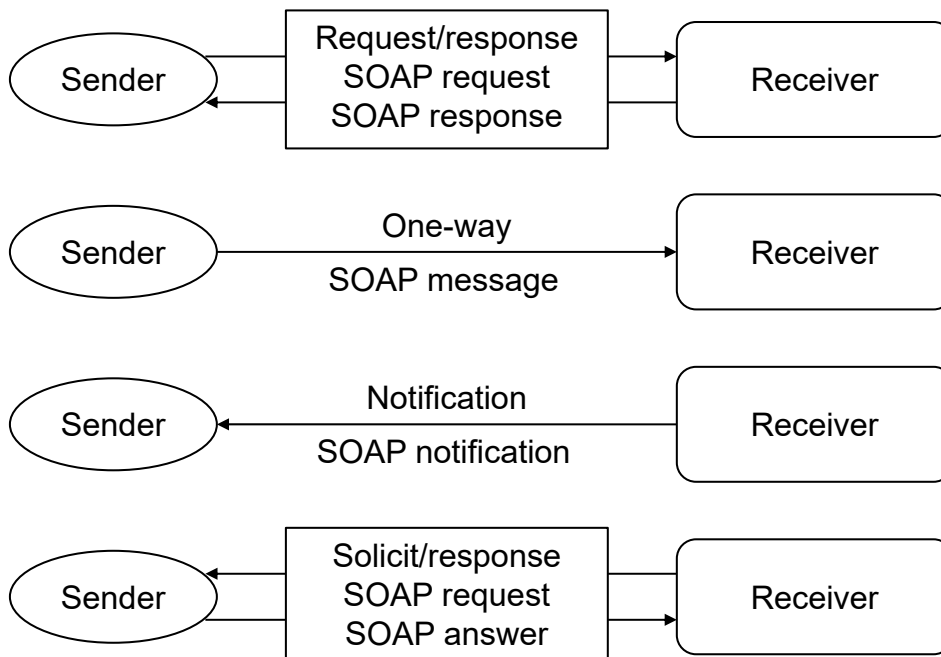 Sender
Request/response
SOAP request
SOAP response
Receiver
Sender
One-way
SOAP message
Receiver
Sender
Notification
SOAP notification
Receiver
Sender
Solicit/response
SOAP request
SOAP answer
Receiver